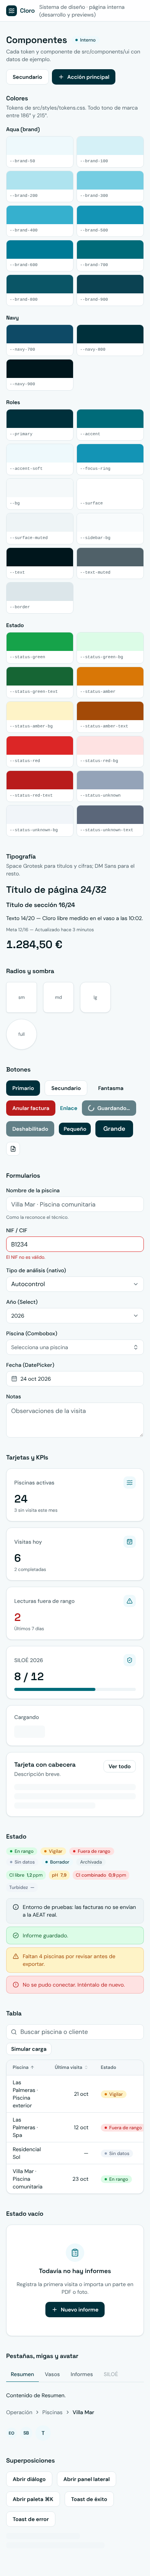 Cloro
Sistema de diseño · página interna
(desarrollo y previews)
Componentes
Interno
Cada token y componente de src/components/ui con
datos de ejemplo.
Secundario
Acción principal
Colores
Tokens de src/styles/tokens.css. Todo tono de marca
entre 186° y 215°.
Aqua (brand)
--brand-50
--brand-100
--brand-200
--brand-300
--brand-400
--brand-500
--brand-600
--brand-700
--brand-800
--brand-900
Navy
--navy-700
--navy-800
--navy-900
Roles
--primary
--accent
--accent-soft
--focus-ring
--bg
--surface
--surface-muted
--sidebar-bg
--text
--text-muted
--border
Estado
--status-green
--status-green-bg
--status-green-text
--status-amber
--status-amber-bg
--status-amber-text
--status-red
--status-red-bg
--status-red-text
--status-unknown
--status-unknown-bg
--status-unknown-text
Tipografía
Space Grotesk para títulos y cifras; DM Sans para el
resto.
Título de página 24/32
Título de sección 16/24
Texto 14/20 — Cloro libre medido en el vaso a las 10:02.
Meta 12/16 — Actualizado hace 3 minutos
1.284,50 €
Radios y sombra
sm
md
lg
full
Botones
Primario
Secundario
Fantasma
Anular factura
Enlace
Guardando…
Deshabilitado
Pequeño
Grande
Formularios
Nombre de la piscina
Villa Mar · Piscina comunitaria
Como la reconoce el técnico.
NIF / CIF
B1234
El NIF no es válido.
Tipo de análisis (nativo)
Autocontrol
Año (Select)
2026
Piscina (Combobox)
Selecciona una piscina
Fecha (DatePicker)
24 oct 2026
Notas
Observaciones de la visita
Tarjetas y KPIs
Piscinas activas
24
3 sin visita este mes
Visitas hoy
6
2 completadas
Lecturas fuera de rango
2
Últimos 7 días
SILOÉ 2026
8 / 12
Cargando
Tarjeta con cabecera
Descripción breve.
Ver todo
Estado
En rango
Vigilar
Fuera de rango
Sin datos
Borrador
Archivada
Cl libre 1.2 ppm
pH 7.9
Cl combinado 0.9 ppm
Turbidez —
Entorno de pruebas: las facturas no se envían
a la AEAT real.
Informe guardado.
Faltan 4 piscinas por revisar antes de
exportar.
No se pudo conectar. Inténtalo de nuevo.
Tabla
Buscar piscina o cliente
Simular carga
Piscina
Última visita
Estado
Las
Palmeras ·
Piscina
exterior
21 oct
Vigilar
Las
Palmeras ·
Spa
12 oct
Fuera de rango
Residencial
Sol
—
Sin datos
Villa Mar ·
Piscina
comunitaria
23 oct
En rango
Estado vacío
Todavía no hay informes
Registra la primera visita o importa un parte en
PDF o foto.
Nuevo informe
Pestañas, migas y avatar
Resumen
Vasos
Informes
SILOÉ
Contenido de Resumen.
Operación
Piscinas
Villa Mar
T
Superposiciones
Abrir diálogo
Abrir panel lateral
Abrir paleta ⌘K
Toast de éxito
Toast de error